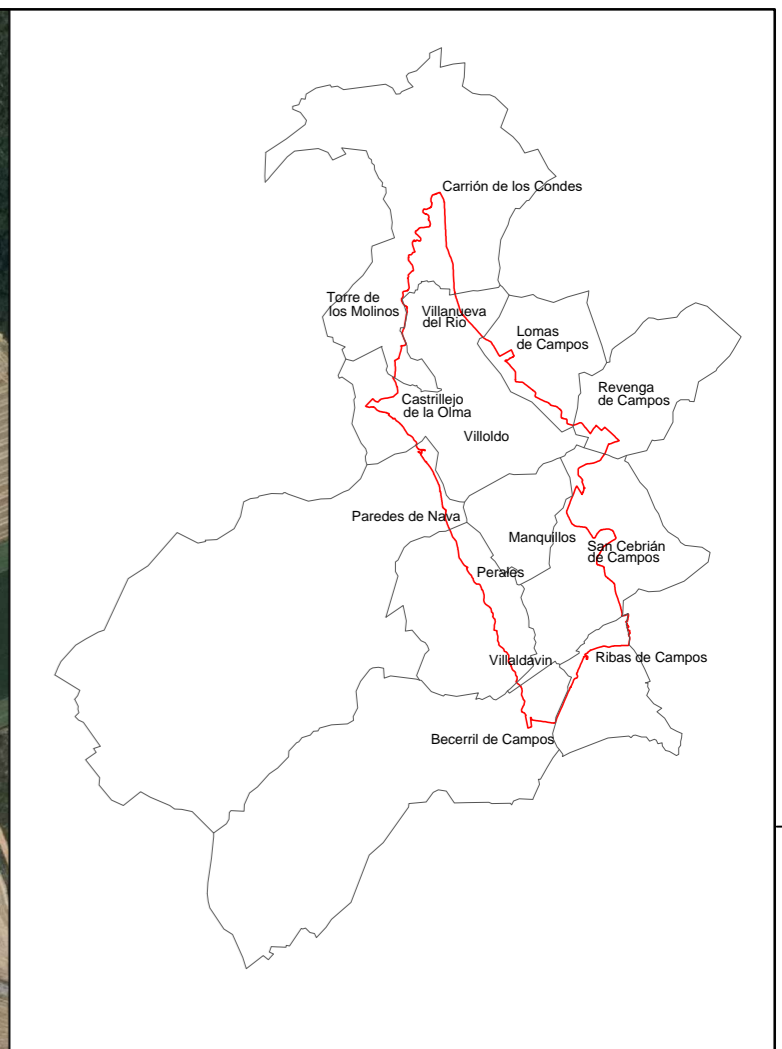 Carrión de los Condes
Torre de
los Molinos
Villanueva
del Río
Lomas
de Campos
Revenga
de Campos
Castrillejo
de la Olma
Villoldo
Paredes de Nava
Manquillos
San Cebrián
de Campos
Perales
Villaldavín
Ribas de Campos
Becerril de Campos